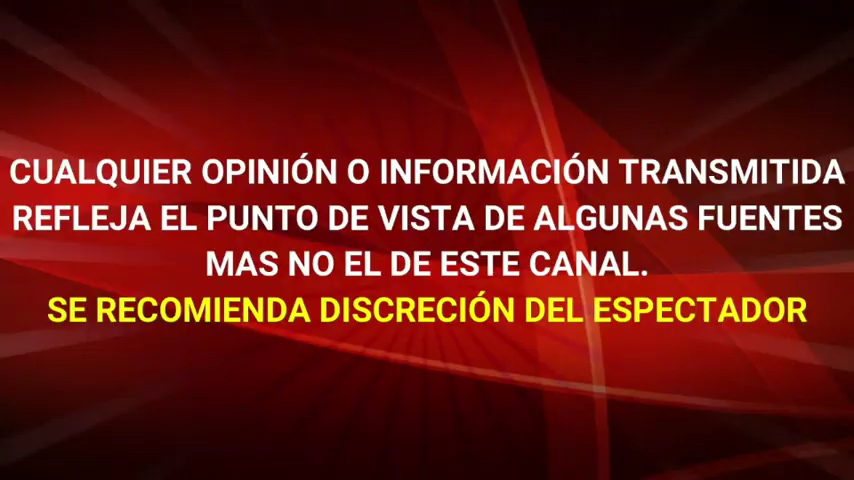 CUALQUIER OPINIÓN O INFORMACIÓN TRANSMITIDA
REFLEJA EL PUNTO DE VISTA DE ALGUNAS FUENTES
MAS NO EL DE ESTE CANAL.
SE RECOMIENDA DISCRECIÓN DEL ESPECTADOR